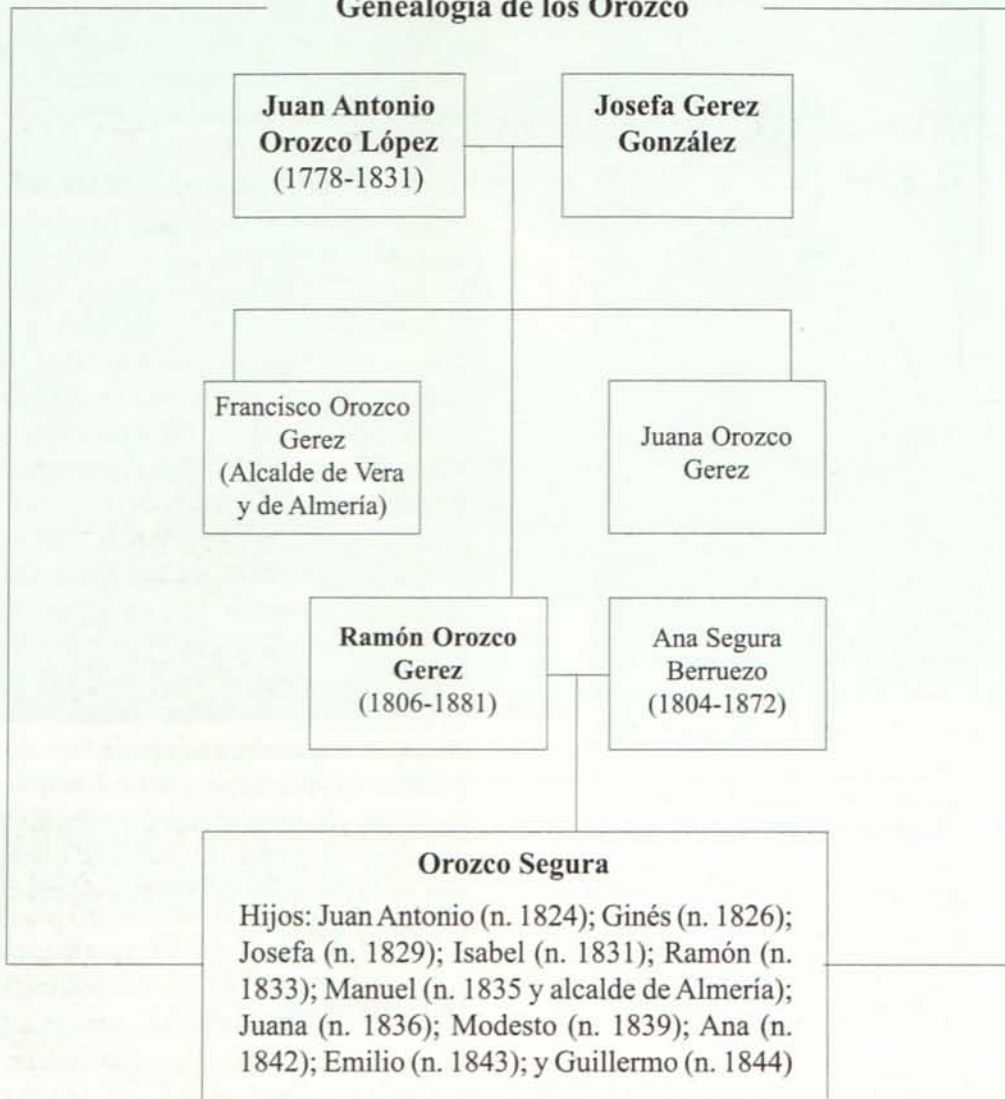 Genealogía de los Orozco
Juan Antonio
Orozco López
(1778-1831)
Josefa Gerez
González
Francisco Orozco
Gerez
(Alcalde de Vera
y de Almería)
Juana Orozco
Gerez
Ramón Orozco
Gerez
(1806-1881)
Ana Segura
Berruezo
(1804-1872)
Orozco Segura
Hijos: Juan Antonio (n. 1824); Ginés (n. 1826);
Josefa (n. 1829); Isabel (n. 1831); Ramón (n.
1833); Manuel (n. 1835 y alcalde de Almería);
Juana (n. 1836); Modesto (n. 1839); Ana (n.
1842); Emilio (n. 1843); y Guillermo (n. 1844)